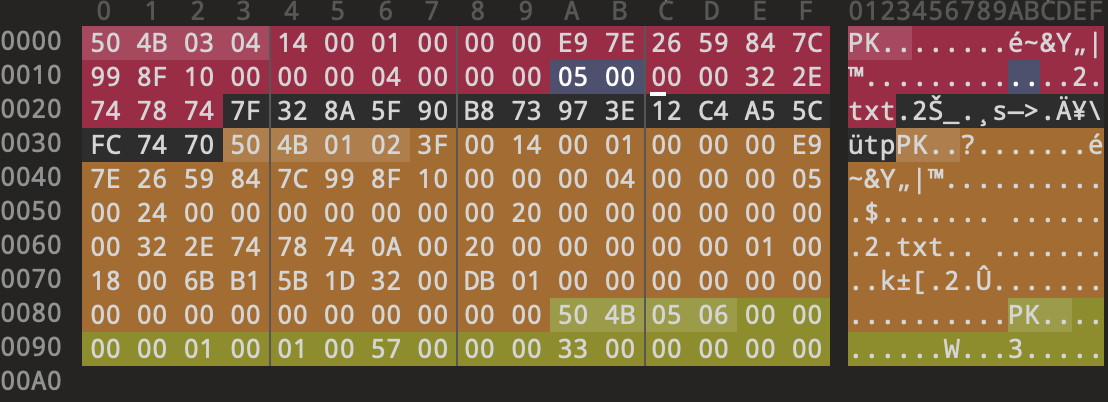 0 1 2 3 4 5 6 7 8 9 A B C D E F 0123456789ABCDEF
0000 50 4B 03 04 14 00 01 00 00 00 E9 7E 26 59 84 7C PK........é~&Y„|
0010 99 8F 10 00 00 00 04 00 00 00 05 00 00 00 32 2E ™.............2.
0020 74 78 74 7F 32 8A 5F 90 B8 73 97 3E 12 C4 A5 5C txt.2Š_.¸s—>.Ä¥\
0030 FC 74 70 50 4B 01 02 3F 00 14 00 01 00 00 00 E9 ütpPK..?.......é
0040 7E 26 59 84 7C 99 8F 10 00 00 00 04 00 00 00 05 ~&Y„|™..........
0050 00 24 00 00 00 00 00 00 00 20 00 00 00 00 00 00 .$....... ......
0060 00 32 2E 74 78 74 0A 00 20 00 00 00 00 00 01 00 .2.txt.. .......
0070 18 00 6B B1 5B 1D 32 00 DB 01 00 00 00 00 00 00 ..k±[.2.Û.......
0080 00 00 00 00 00 00 00 00 00 00 50 4B 05 06 00 00 ..........PK....
0090 00 00 01 00 01 00 57 00 00 00 33 00 00 00 00 00 ......W...3.....
00A0